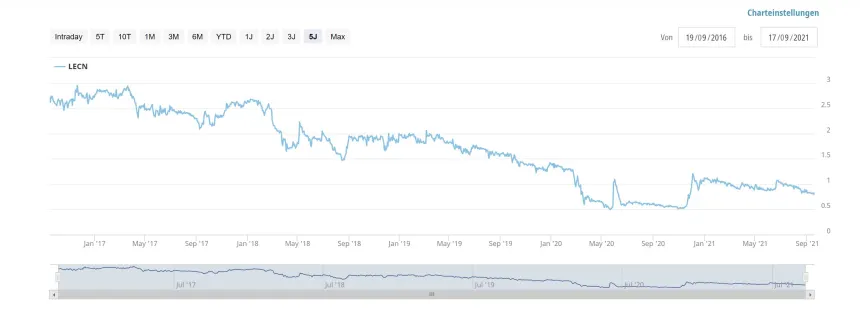 Charteinstellungen
Intraday 5T 10T 1M 3M 6M YTD 1J 2J 3J 5J Max Von 19/09/2016 bis 17/09/2021
LECN
3
2.5
2
1.5
1
0.5
0
Jan '17 May '17 Sep '17 Jan '18 May '18 Sep '18 Jan '19 May '19 Sep '19 Jan '20 May '20 Sep '20 Jan '21 May '21 Sep '21
Jul '17 Jul '18 Jul '19 Jul '20 Jul '21